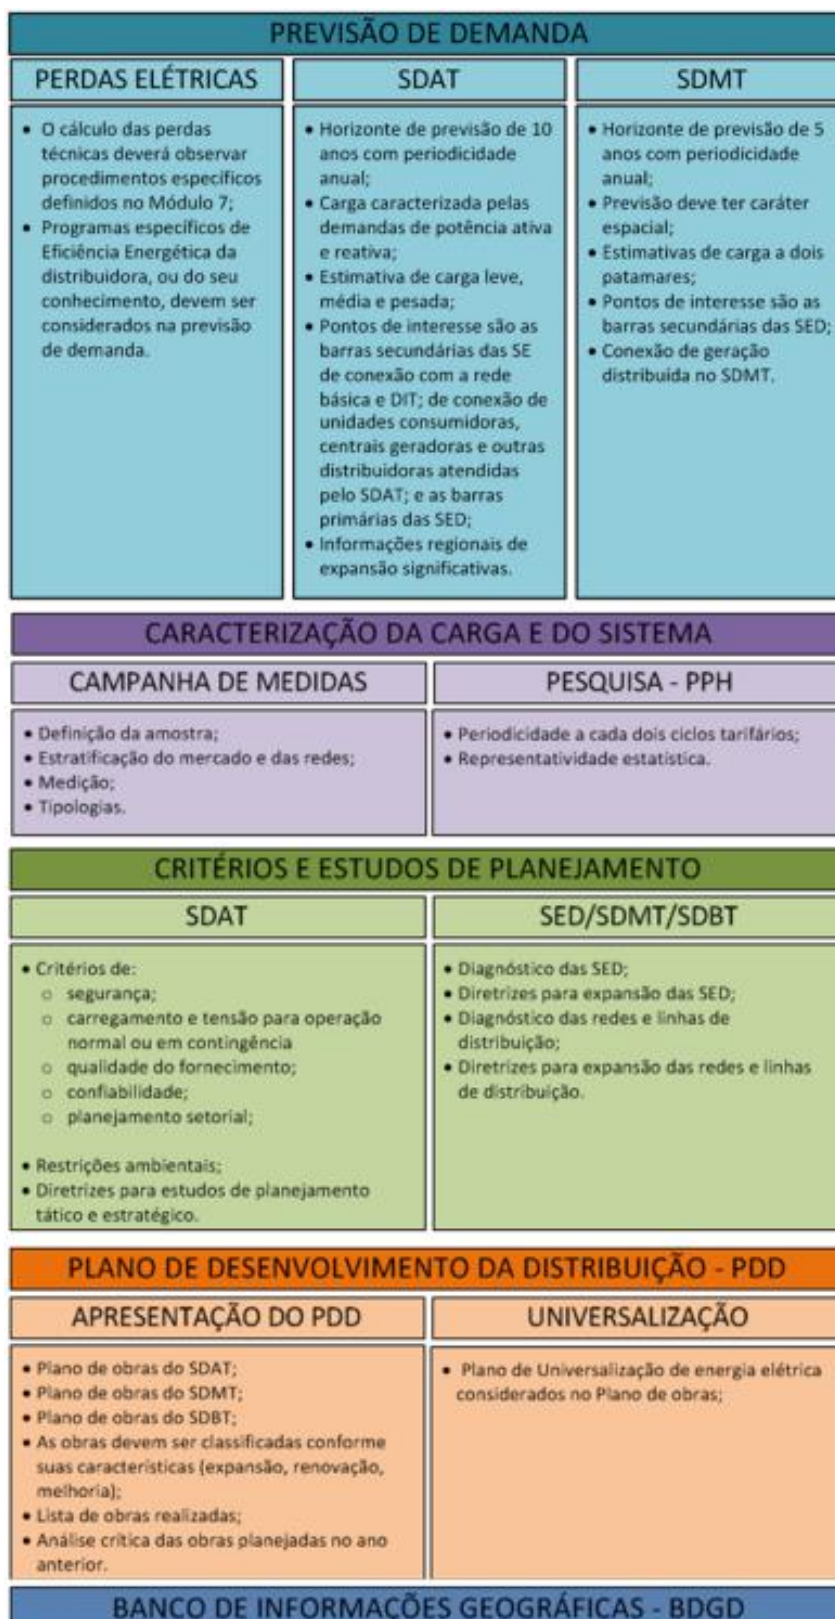 PREVISÃO DE DEMANDA
PERDAS ELÉTRICAS
• O cálculo das perdas
técnicas deverá observar
procedimentos específicos
definidos no Módulo 7;
• Programas específicos de
Eficiência Energética da
distribuidora, ou do seu
conhecimento, devem ser
considerados na previsão
de demanda.
SDAT
• Horizonte de previsão de 10
anos com periodicidade
anual;
• Carga caracterizada pelas
demandas de potência ativa
e reativa;
• Estimativa de carga leve,
média e pesada;
• Pontos de interesse são as
barras secundárias das SE
de conexão com a rede
básica e DIT; de conexão de
unidades consumidoras,
centrais geradoras e outras
distribuidoras atendidas
pelo SDAT; e as barras
primárias das SED;
• Informações regionais de
expansão significativas.
SDMT
• Horizonte de previsão de 5
anos com periodicidade
anual;
• Previsão deve ter caráter
espacial;
• Estimativas de carga a dois
patamares;
• Pontos de interesse são as
barras secundárias das SED;
• Conexão de geração
distribuída no SDMT.
CARACTERIZAÇÃO DA CARGA E DO SISTEMA
CAMPANHA DE MEDIDAS
• Definição da amostra;
• Estratificação do mercado e das redes;
• Medição;
• Tipologias.
PESQUISA - PPH
• Periodicidade a cada dois ciclos tarifários;
• Representatividade estatística.
CRITÉRIOS E ESTUDOS DE PLANEJAMENTO
SDAT
• Critérios de:
o segurança;
o carregamento e tensão para operação
normal ou em contingência
o qualidade do fornecimento;
o confiabilidade;
o planejamento setorial;
• Restrições ambientais;
• Diretrizes para estudos de planejamento
tático e estratégico.
SED/SDMT/SDBT
• Diagnóstico das SED;
• Diretrizes para expansão das SED;
• Diagnóstico das redes e linhas de
distribuição;
• Diretrizes para expansão das redes e linhas
de distribuição.
PLANO DE DESENVOLVIMENTO DA DISTRIBUIÇÃO - PDD
APRESENTAÇÃO DO PDD
• Plano de obras do SDAT;
• Plano de obras do SDMT;
• Plano de obras do SDBT;
• As obras devem ser classificadas conforme
suas características (expansão, renovação,
melhoria);
• Lista de obras realizadas;
• Análise crítica das obras planejadas no ano
anterior.
UNIVERSALIZAÇÃO
• Plano de Universalização de energia elétrica
considerados no Plano de obras;
BANCO DE INFORMAÇÕES GEOGRÁFICAS - BDGD